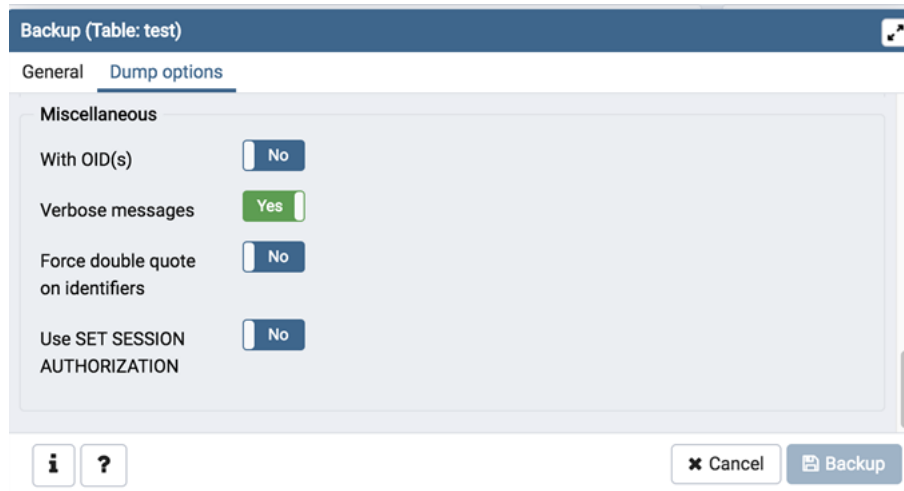 Backup (Table: test)
General Dump options
Miscellaneous
With OID(s) No
Verbose messages Yes
Force double quote No
on identifiers
Use SET SESSION No
AUTHORIZATION
i ? Cancel Backup